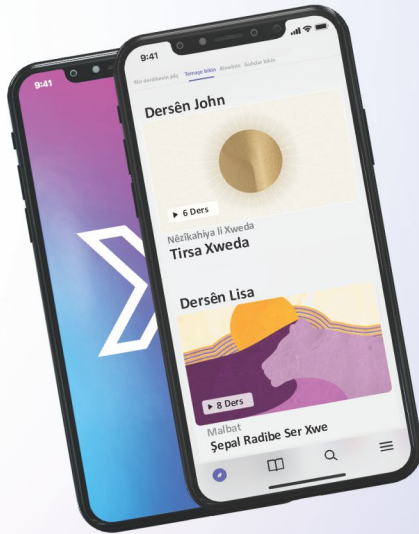 9:41
9:41
Temaşe bikin
Dersên John
6 Ders
Nêzîkahiya li Xweda
Tirsa Xweda
Dersên Lisa
8 Ders
Malbat
Şepal Radibe Ser Xwe